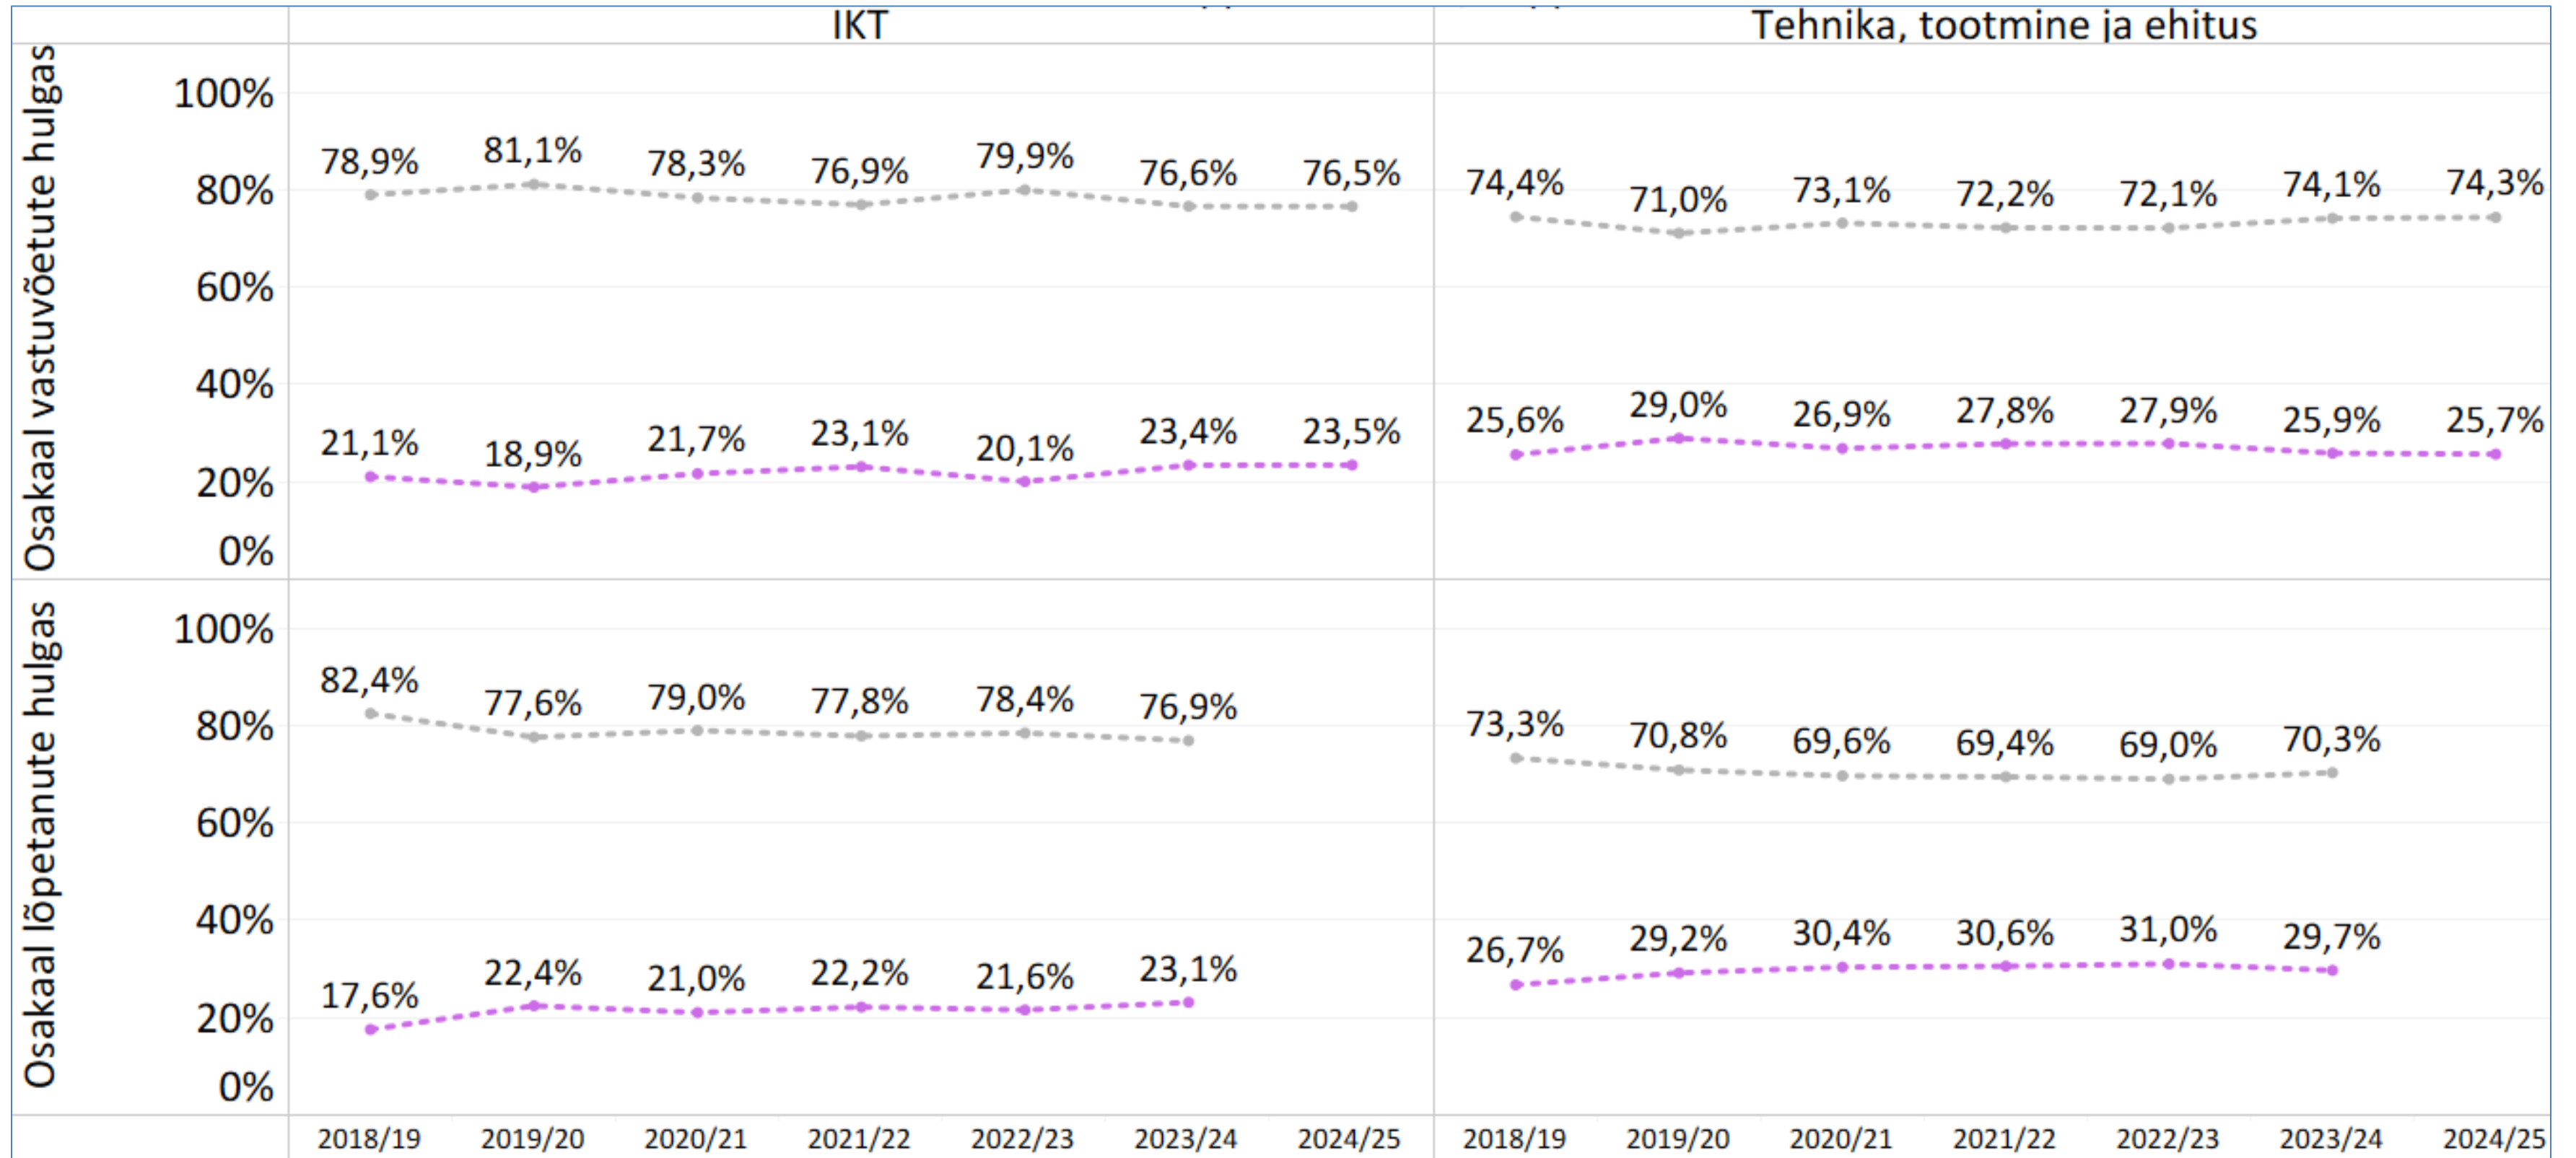 IKT
Tehnika, tootmine ja ehitus
Osakaal vastuvõetute hulgas
100%
80%
60%
40%
20%
0%
78,9% 81,1% 78,3% 76,9% 79,9% 76,6% 76,5%
21,1% 18,9% 21,7% 23,1% 20,1% 23,4% 23,5%
74,4% 71,0% 73,1% 72,2% 72,1% 74,1% 74,3%
25,6% 29,0% 26,9% 27,8% 27,9% 25,9% 25,7%
Osakaal lõpetanute hulgas
100%
80%
60%
40%
20%
0%
82,4% 77,6% 79,0% 77,8% 78,4% 76,9%
17,6% 22,4% 21,0% 22,2% 21,6% 23,1%
73,3% 70,8% 69,6% 69,4% 69,0% 70,3%
26,7% 29,2% 30,4% 30,6% 31,0% 29,7%
2018/19 2019/20 2020/21 2021/22 2022/23 2023/24 2024/25
2018/19 2019/20 2020/21 2021/22 2022/23 2023/24 2024/25